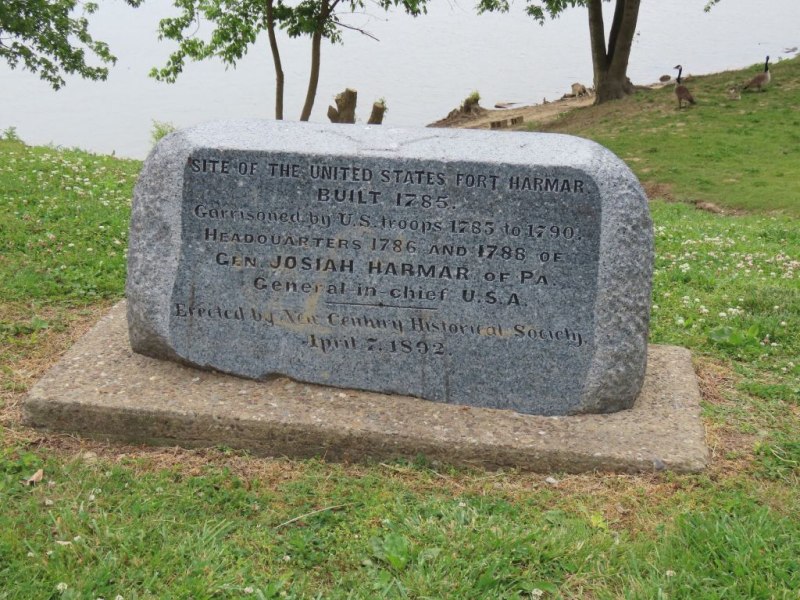 SITE OF THE UNITED STATES FORT HARMAR
BUILT 1785.
Garrisoned by U.S. troops 1785 to 1790.
HEADQUARTERS 1786 AND 1788 OF
GEN. JOSIAH HARMAR OF PA
General in chief U.S.A
Erected by New Century Historical Society.
April 7, 1892.